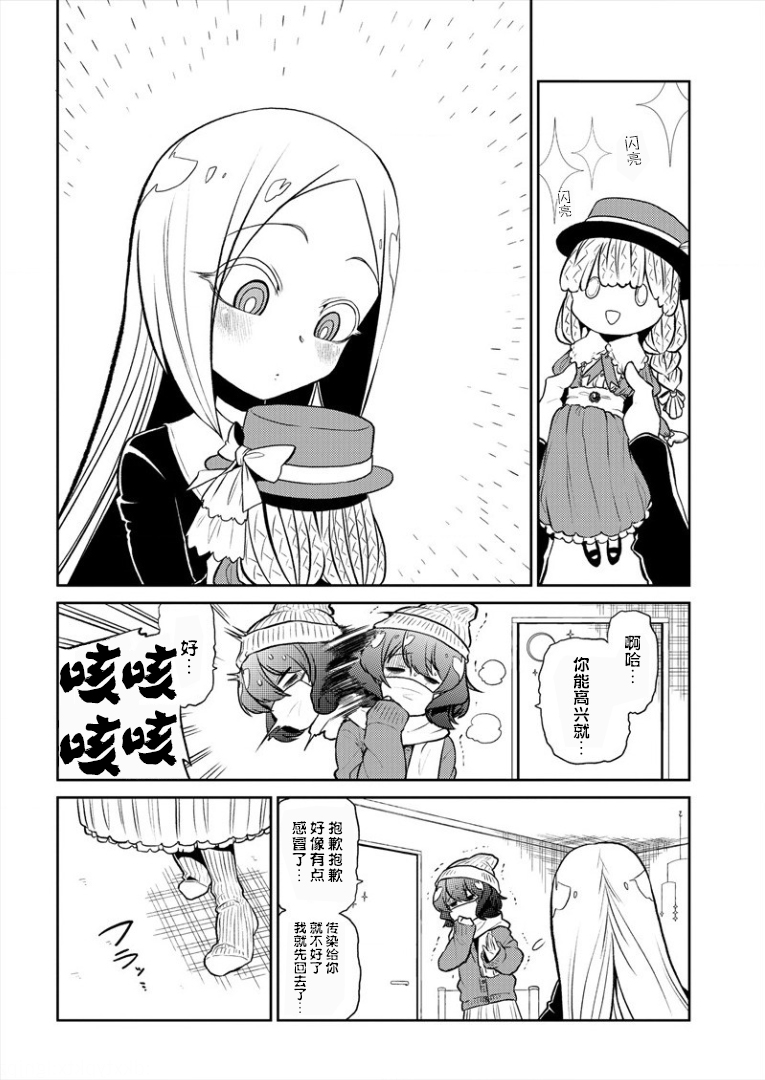 闪亮
闪亮
啊哈…
你能高兴就…
好…
咳咳
咳咳
抱歉抱歉
好像有点
感冒了…
传染给你
就不好了
我就先回去了…
フラッ